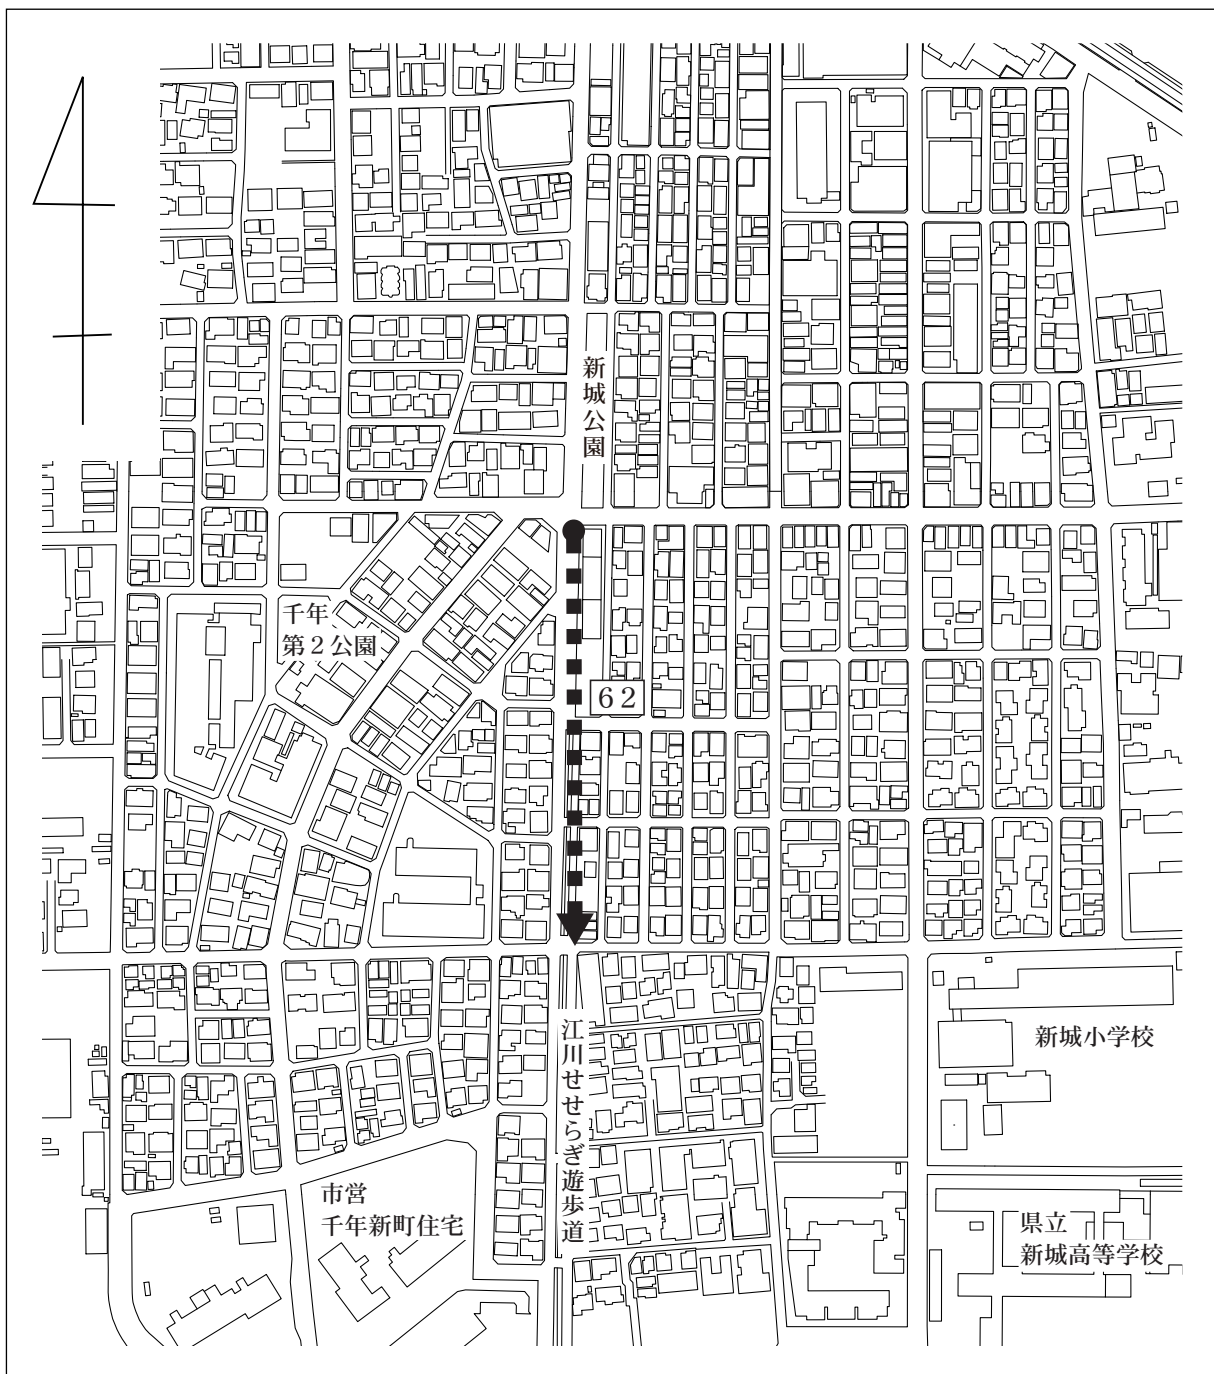 新城公園
千年
第２公園
６２
江川せせらぎ遊歩道
新城小学校
市営
千年新町住宅
県立
新城高等学校